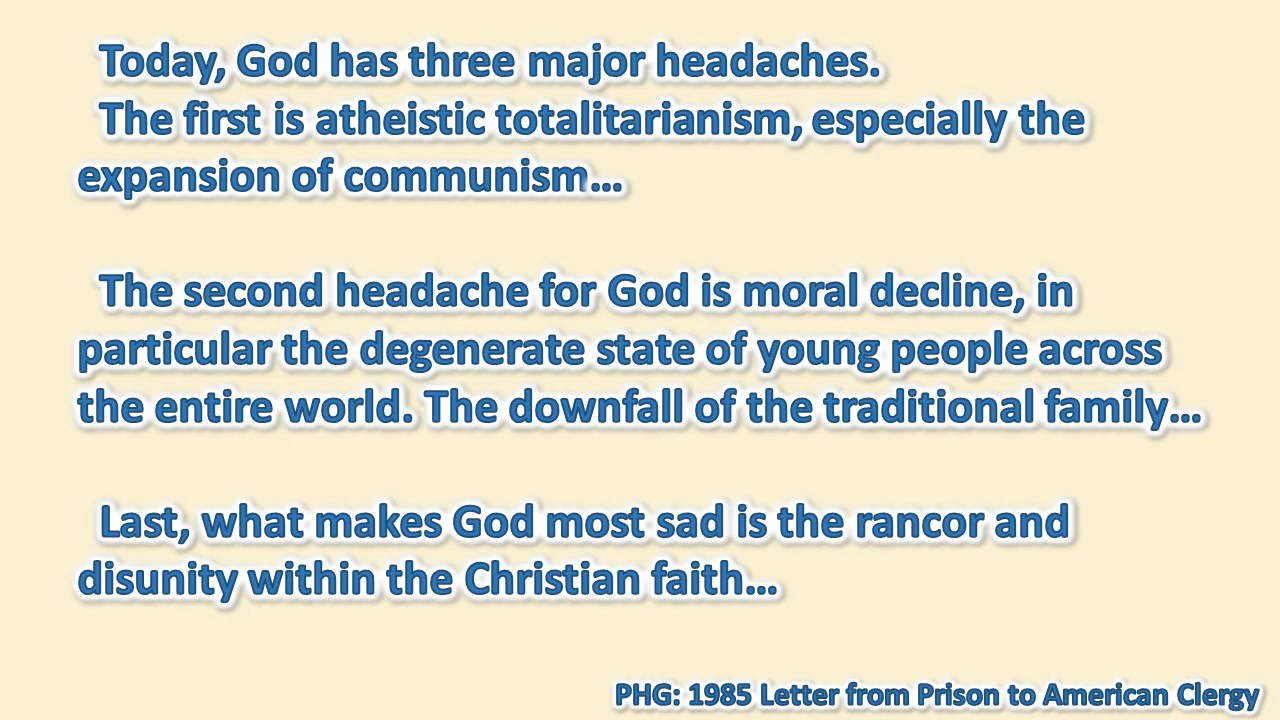 Today, God has three major headaches.
The first is atheistic totalitarianism, especially the
expansion of communism...
The second headache for God is moral decline, in
particular the degenerate state of young people across
the entire world. The downfall of the traditional family...
Last, what makes God most sad is the rancor and
disunity within the Christian faith...
PHG: 1985 Letter from Prison to American Clergy